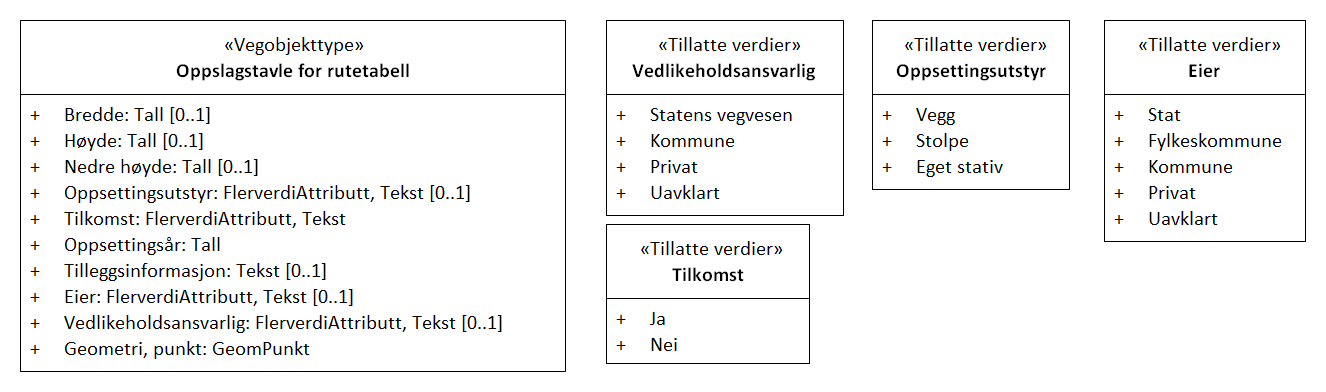 «Vegobjekttype»
Oppslagstavle for rutetabell
+ Bredde: Tall [0..1]
+ Høyde: Tall [0..1]
+ Nedre høyde: Tall [0..1]
+ Oppsettingsutstyr: FlerverdiAttributt, Tekst [0..1]
+ Tilkomst: FlerverdiAttributt, Tekst
+ Oppsettingsår: Tall
+ Tilleggsinformasjon: Tekst [0..1]
+ Eier: FlerverdiAttributt, Tekst [0..1]
+ Vedlikeholdsansvarlig: FlerverdiAttributt, Tekst [0..1]
+ Geometri, punkt: GeomPunkt
«Tillatte verdier»
Vedlikeholdsansvarlig
+ Statens vegvesen
+ Kommune
+ Privat
+ Uavklart
«Tillatte verdier»
Oppsettingsutstyr
+ Vegg
+ Stolpe
+ Eget stativ
«Tillatte verdier»
Eier
+ Stat
+ Fylkeskommune
+ Kommune
+ Privat
+ Uavklart
«Tillatte verdier»
Tilkomst
+ Ja
+ Nei